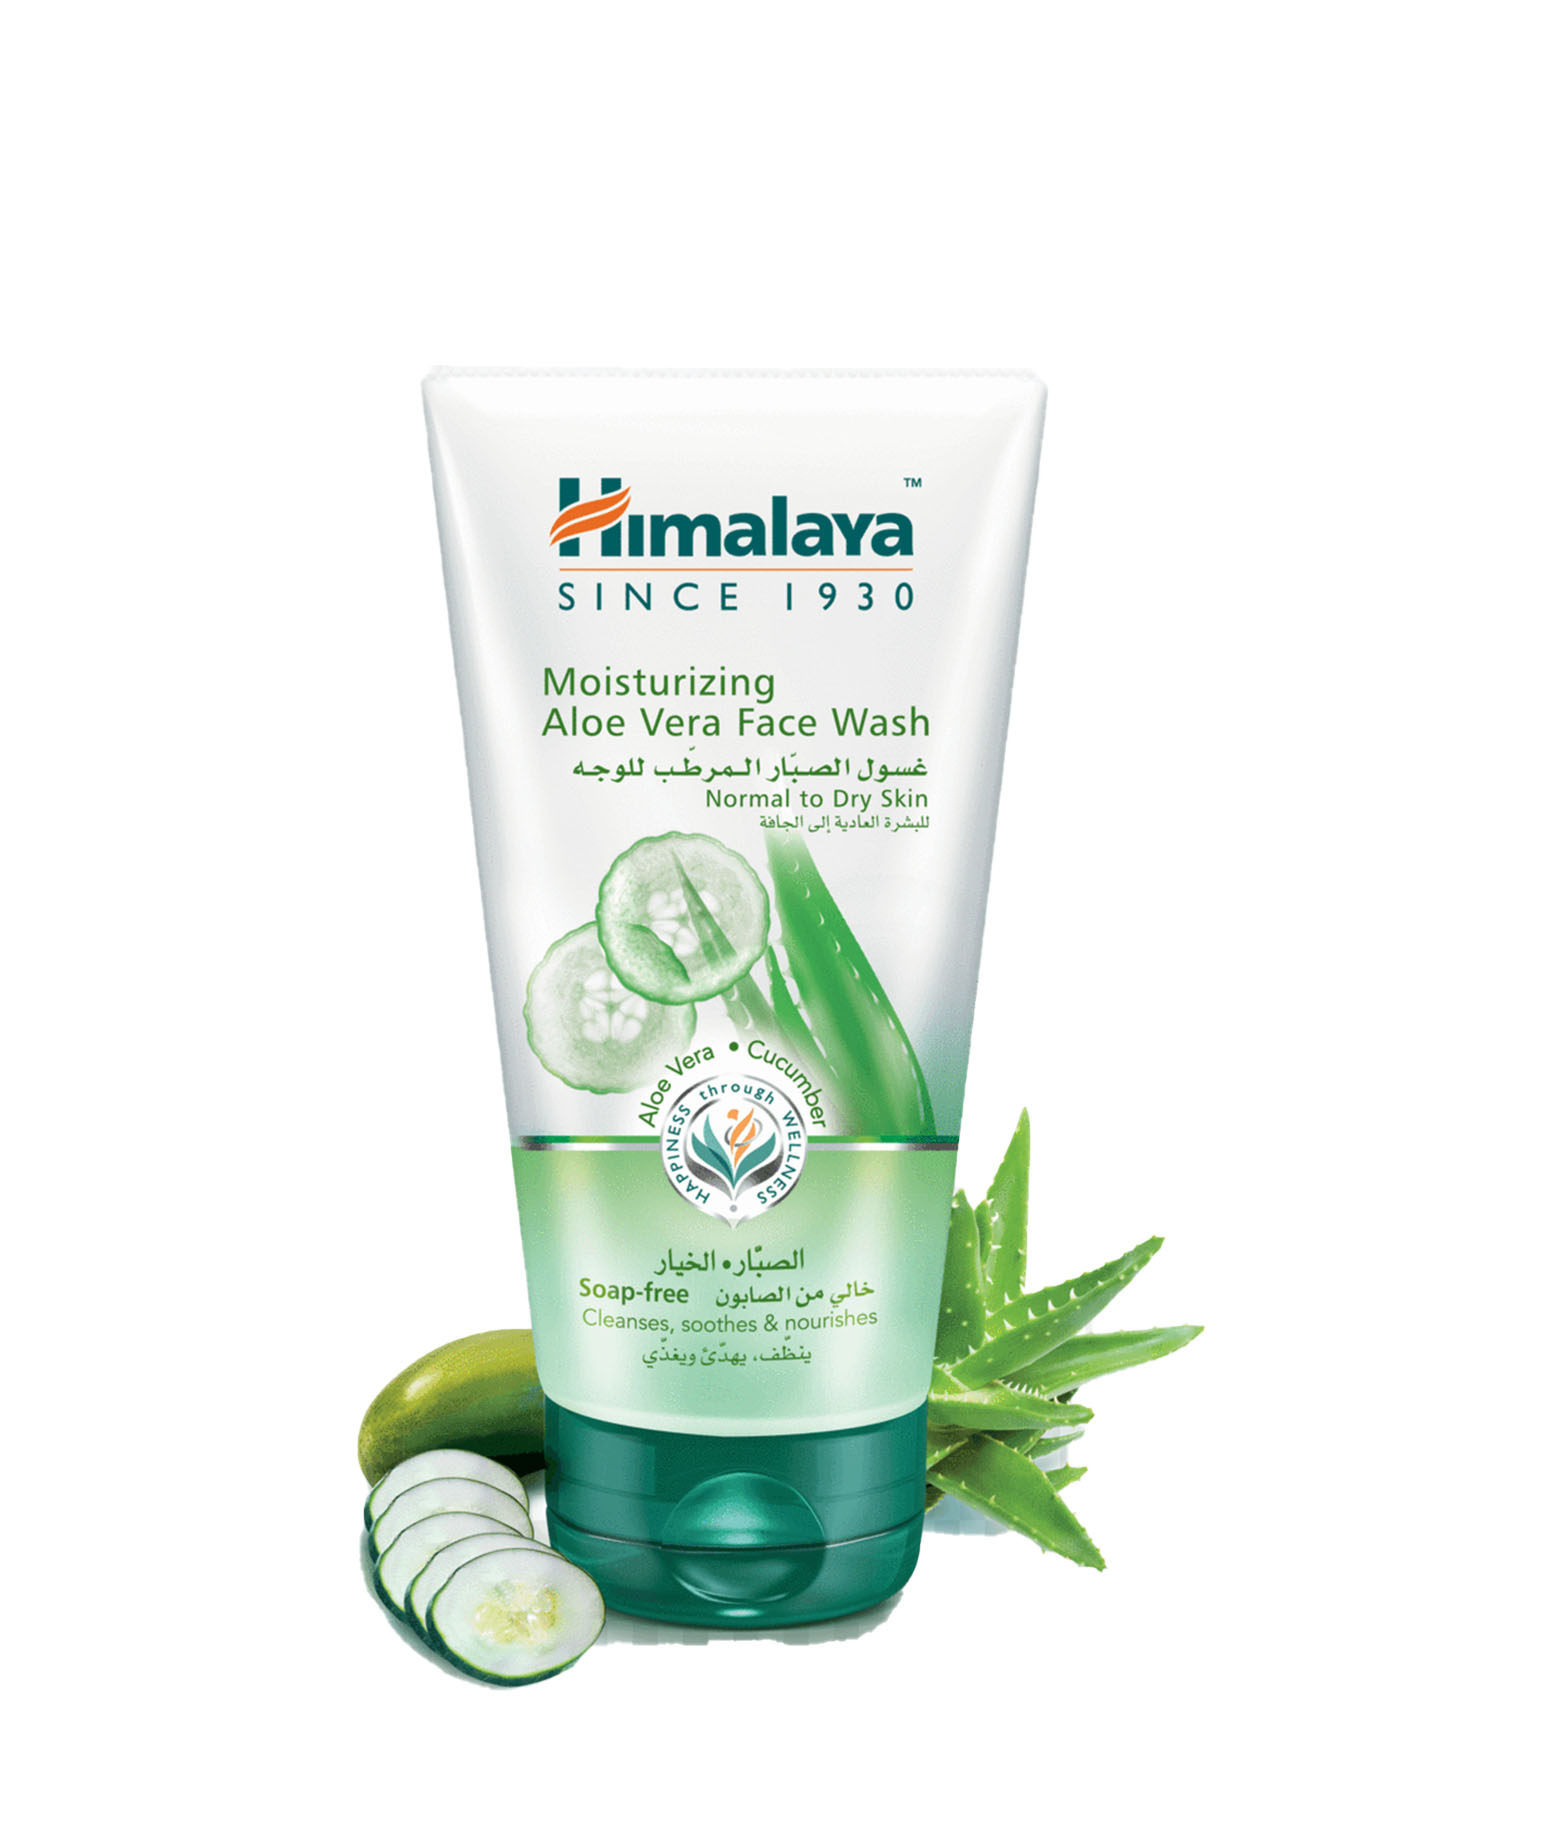 Himalaya™
SINCE 1930
Moisturizing
Aloe Vera Face Wash
غسول الصبّار المرطّب للوجه
Normal to Dry Skin
للبشرة العادية إلى الجافة
Aloe Vera • Cucumber
HAPPINESS through WELLNESS
الصبّار • الخيار
Soap-free خالي من الصابون
Cleanses, soothes & nourishes
ينظّف، يهدّئ ويغذّي